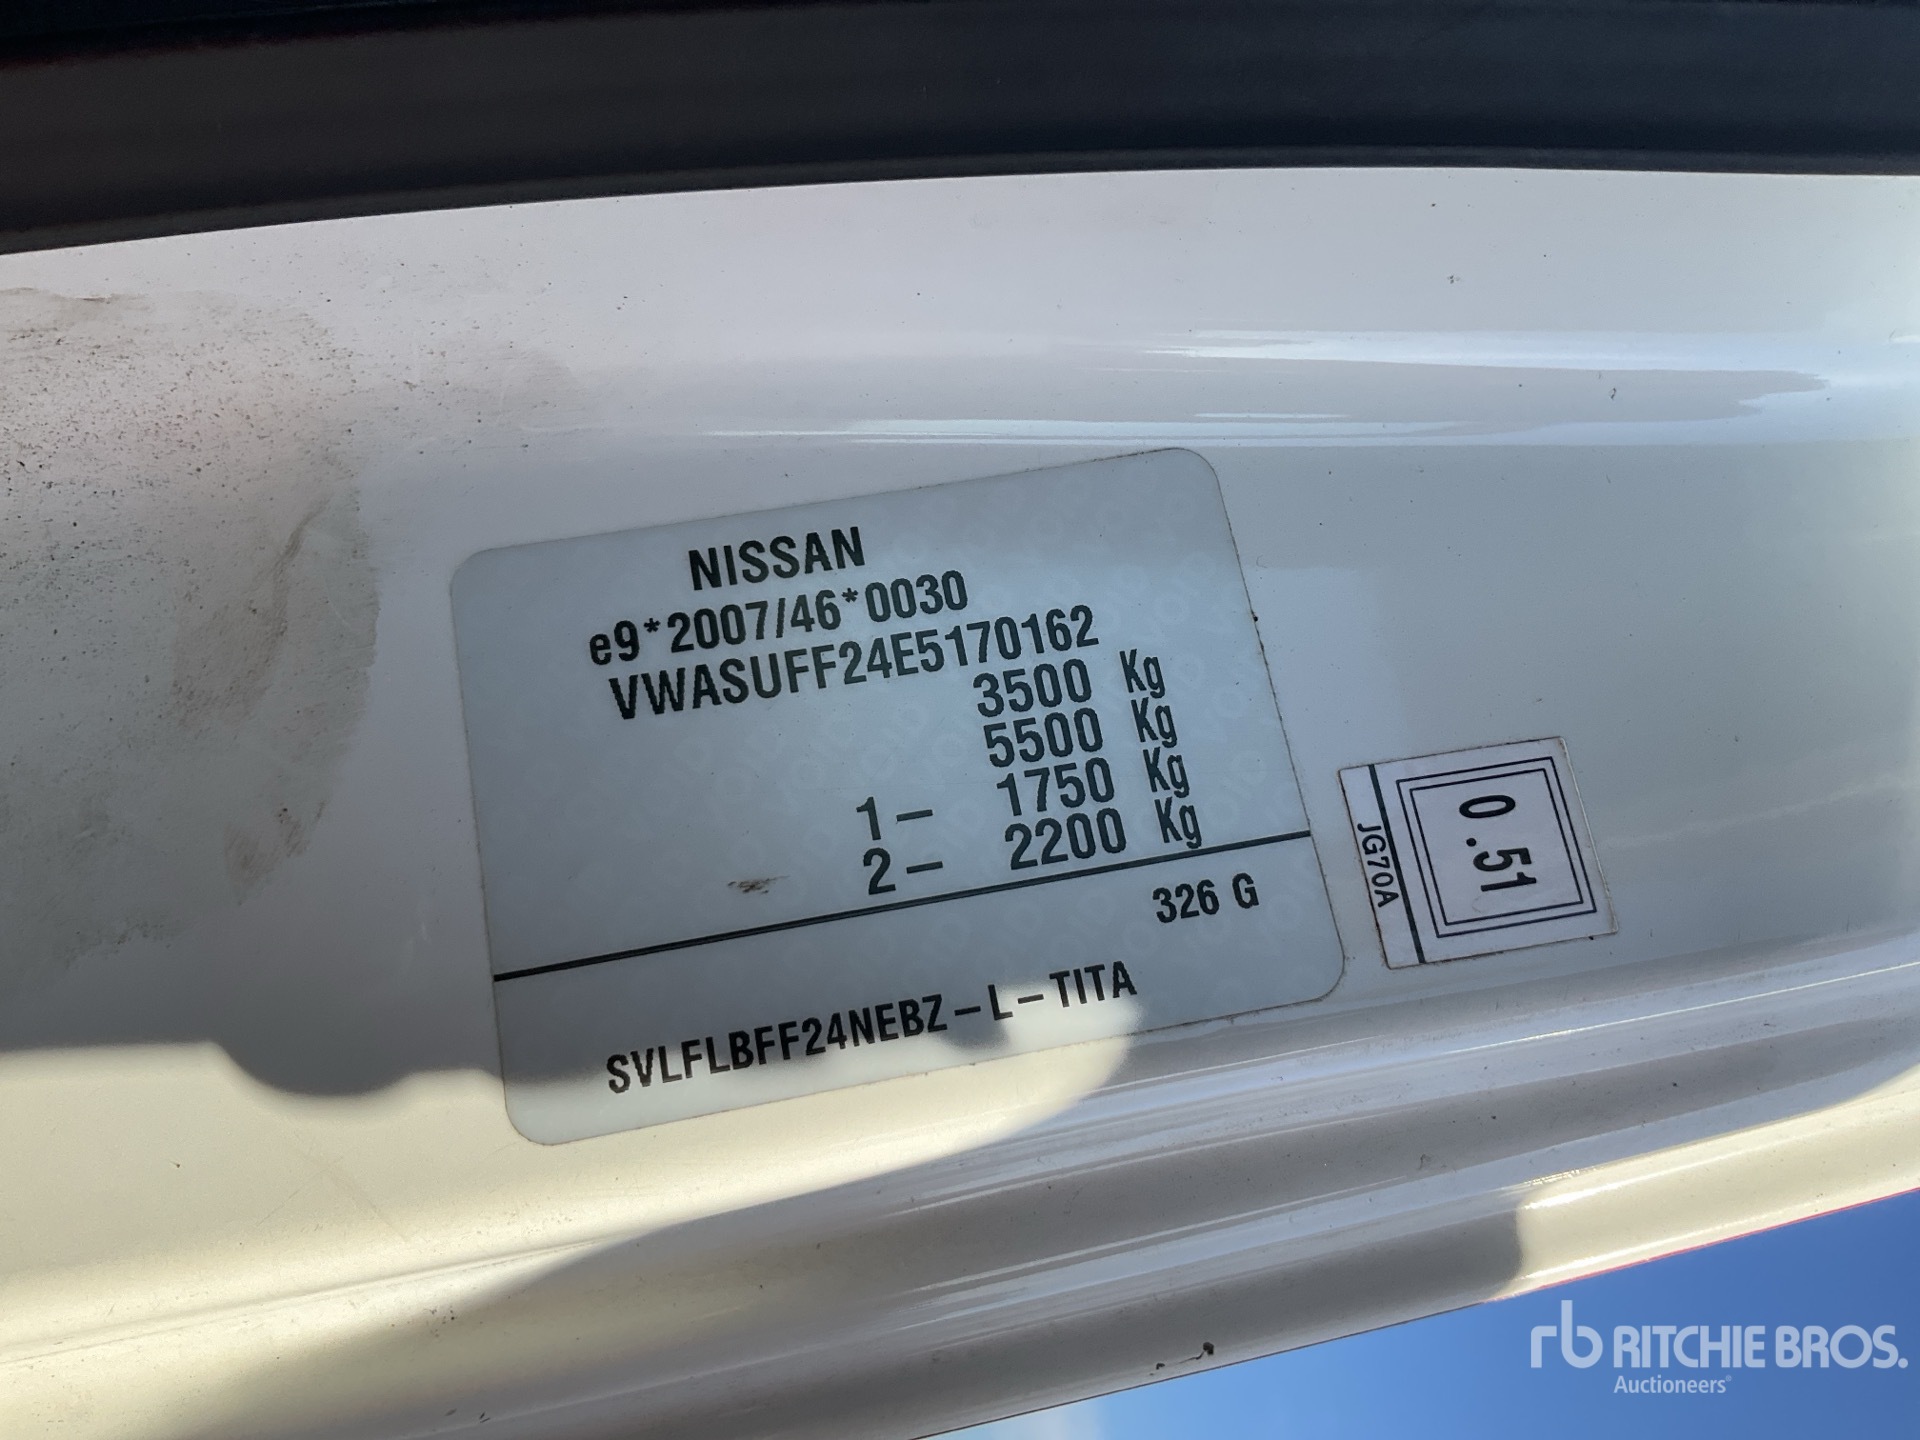 NISSAN
e9*2007/46*0030
VWASUFF24E5170162
3500 Kg
5500 Kg
1- 1750 Kg
2- 2200 Kg
326 G
SVLFLBFF24NEBZ-L-TITA
0.51
JG70A
rb RITCHIE BROS.
Auctioneers